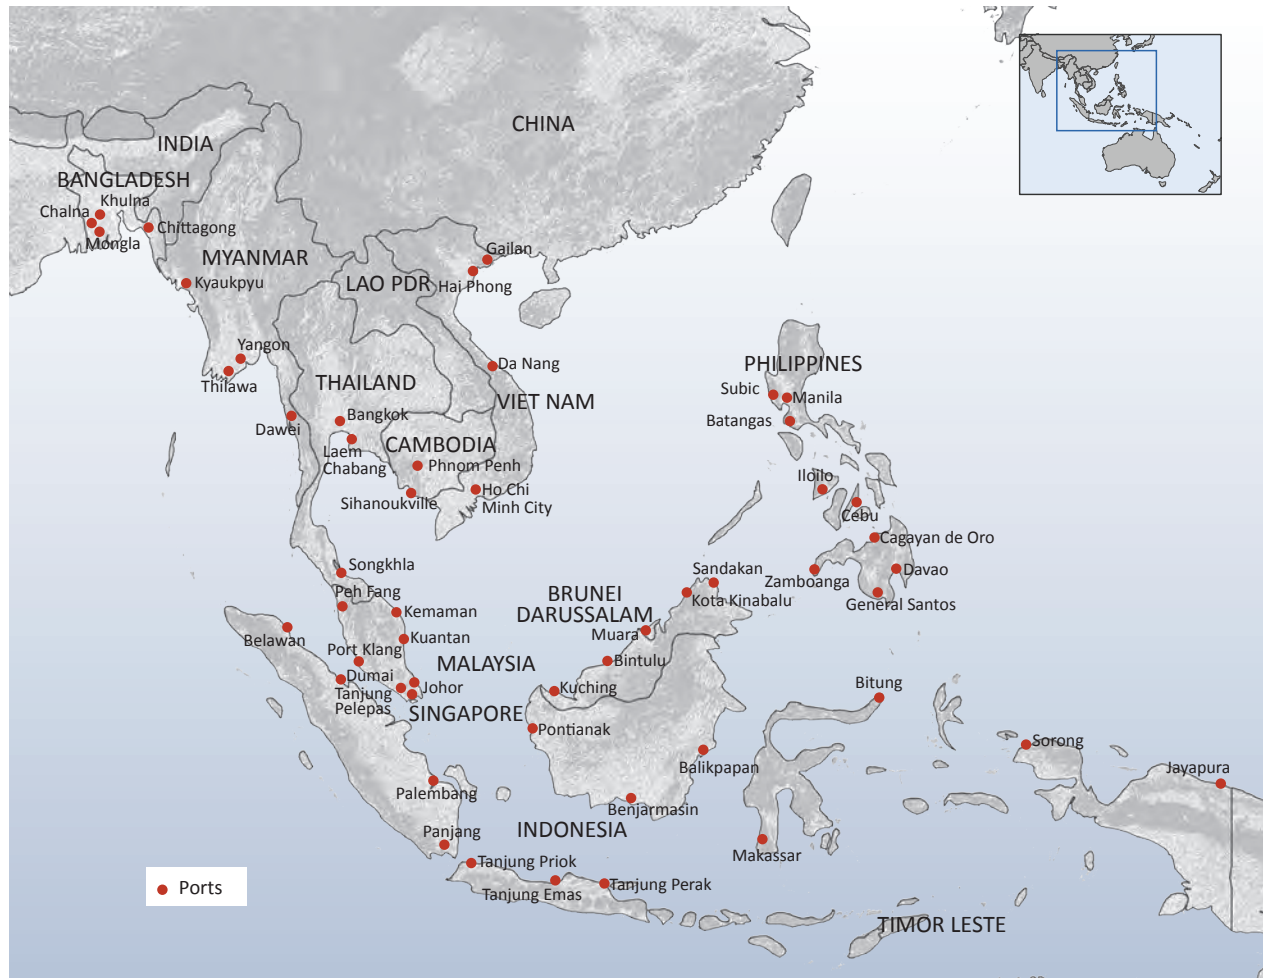 CHINA
INDIA
BANGLADESH
Khulna
Chalna
Mongla
Chittagong
MYANMAR
Kyaukpyu
LAO PDR
Gailan
Hai Phong
Yangon
Thilawa
Da Nang
THAILAND
VIET NAM
PHILIPPINES
Subic
Manila
Batangas
Dawei
Bangkok
Laem
Chabang
CAMBODIA
Phnom Penh
Sihanoukville
Ho Chi
Minh City
Iloilo
Cebu
Cagayan de Oro
Zamboanga
Davao
General Santos
Songkhla
Peh Fang
Kemaman
Kuantan
Belawan
Port Klang
Dumai
Tanjung
Pelepas
Johor
MALAYSIA
SINGAPORE
BRUNEI
DARUSSALAM
Sandakan
Kota Kinabalu
Muara
Bintulu
Kuching
Pontianak
Balikpapan
Benjarmasin
Bitung
Sorong
Jayapura
Palembang
Panjang
INDONESIA
Makassar
Tanjung Priok
Tanjung Emas
Tanjung Perak
TIMOR LESTE
Ports